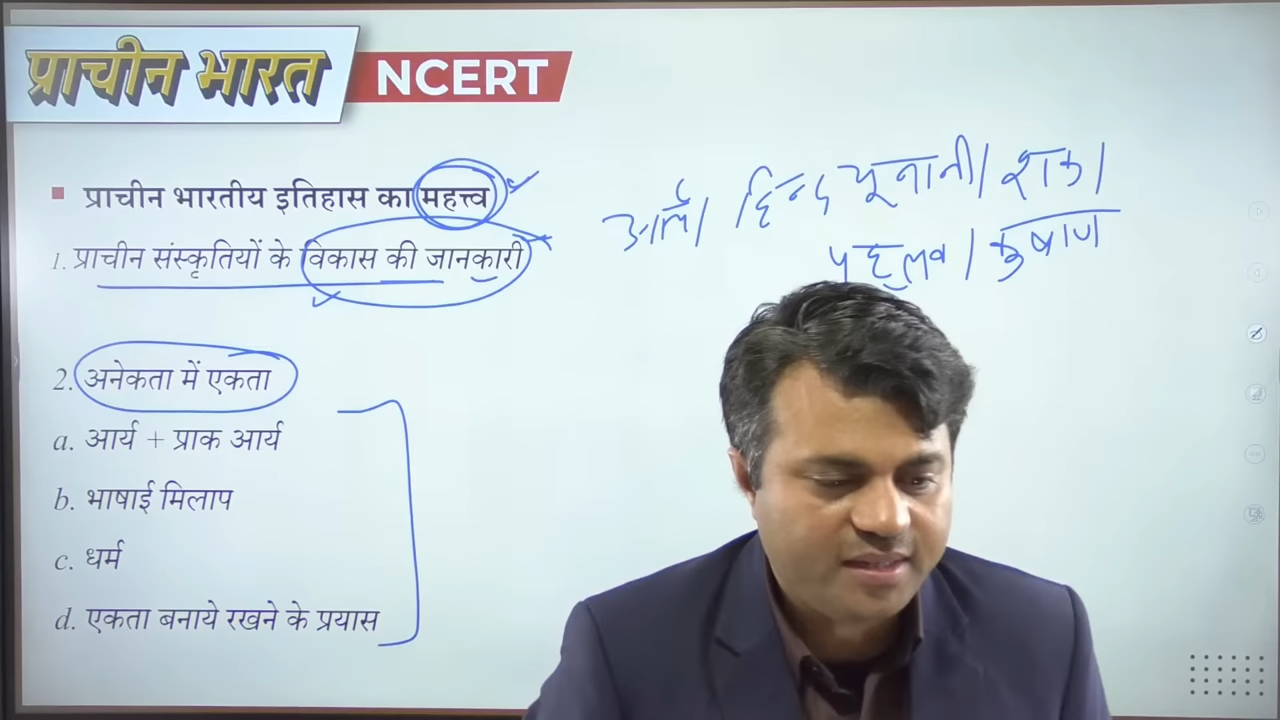 प्राचीन भारत NCERT
▪ प्राचीन भारतीय इतिहास का महत्त्व
1. प्राचीन संस्कृतियों के विकास की जानकारी
2. अनेकता में एकता
a. आर्य + प्राक आर्य
b. भाषाई मिलाप
c. धर्म
d. एकता बनाये रखने के प्रयास
आर्य / हिन्द यूनानी / शक /
पहलव / कुषाण